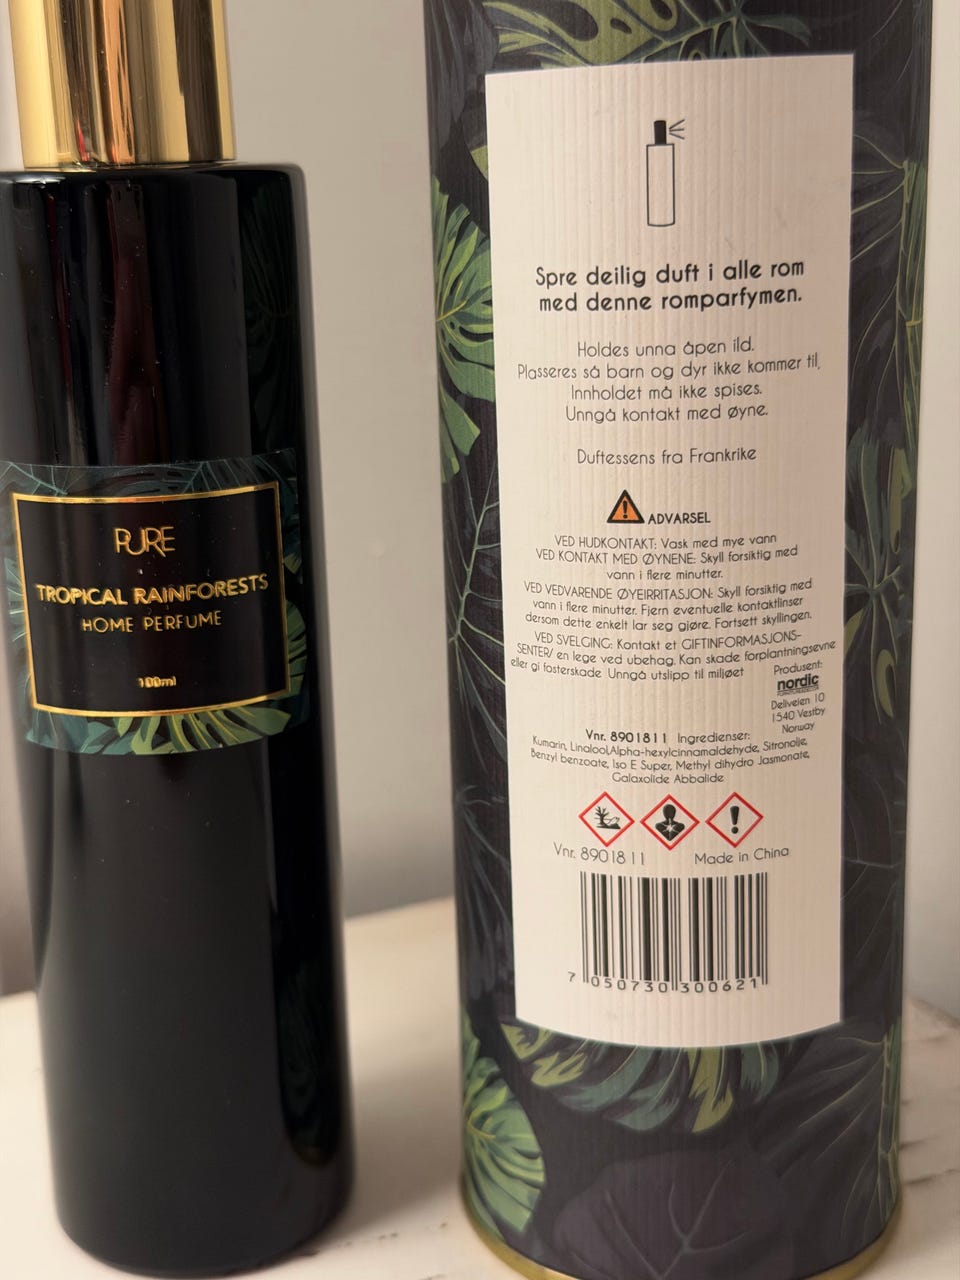 PURE
TROPICAL RAINFORESTS
HOME PERFUME
100ml
Spre deilig duft i alle rom
med denne romparfymen.
Holdes unna åpen ild.
Plasseres så barn og dyr ikke kommer til,
Innholdet må ikke spises.
Unngå kontakt med øyne.
Duftessens fra Frankrike
ADVARSEL
VED HUDKONTAKT: Vask med mye vann
VED KONTAKT MED ØYNENE: Skyll forsiktig med
vann i flere minutter.
VED VEDVARENDE ØYEIRRITASJON: Skyll forsiktig med
vann i flere minutter. Fjern eventuelle kontaktlinser
dersom dette enkelt lar seg gjøre. Fortsett skyllingen.
VED SVELGING: Kontakt et GIFTINFORMASJONS-
SENTER/ en lege ved ubehag. Kan skade forplantningsevne
eller gi fosterskade Unngå utslipp til miljøet
Produsent:
nordic
Deliveien 10
1540 Vestby
Norway
Vnr. 8901811 Ingredienser:
Kumarin, Linalool,Alpha-hexylcinnamaldehyde, Sitronolje,
Benzyl benzoate, Iso E Super, Methyl dihydro Jasmonate,
Galaxolide Abbalide
Vnr. 8901811 Made in China
7 050730 300621